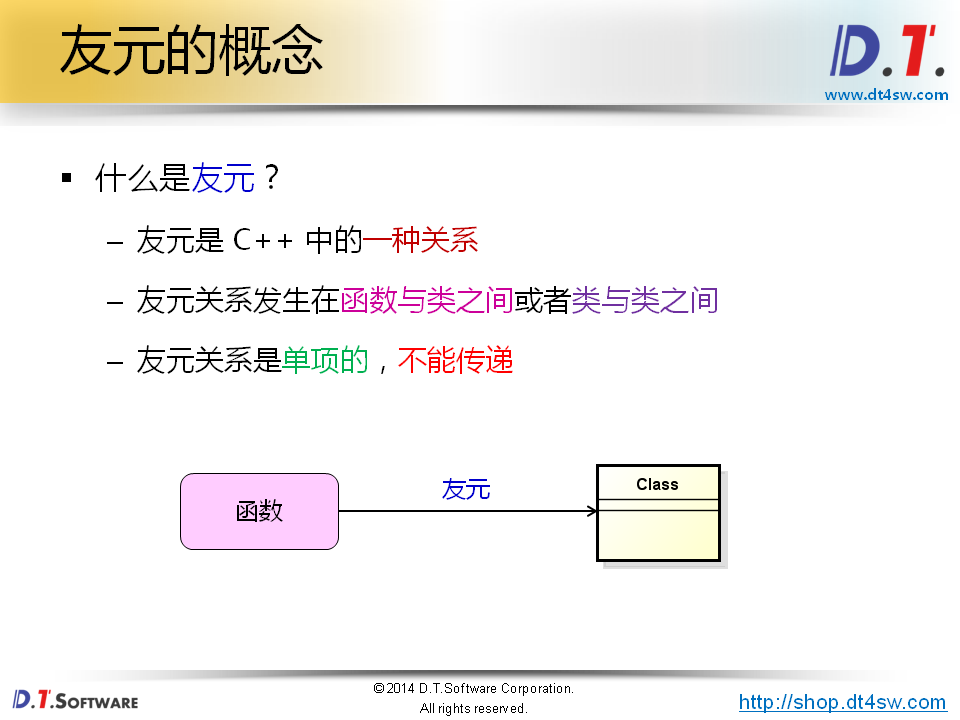 友元的概念
D.T.
www.dt4sw.com
▪ 什么是友元？
– 友元是 C++ 中的一种关系
– 友元关系发生在函数与类之间或者类与类之间
– 友元关系是单项的，不能传递
友元
Class
函数
©2014 D.T.Software Corporation.
All rights reserved.
D.T.SOFTWARE
http://shop.dt4sw.com